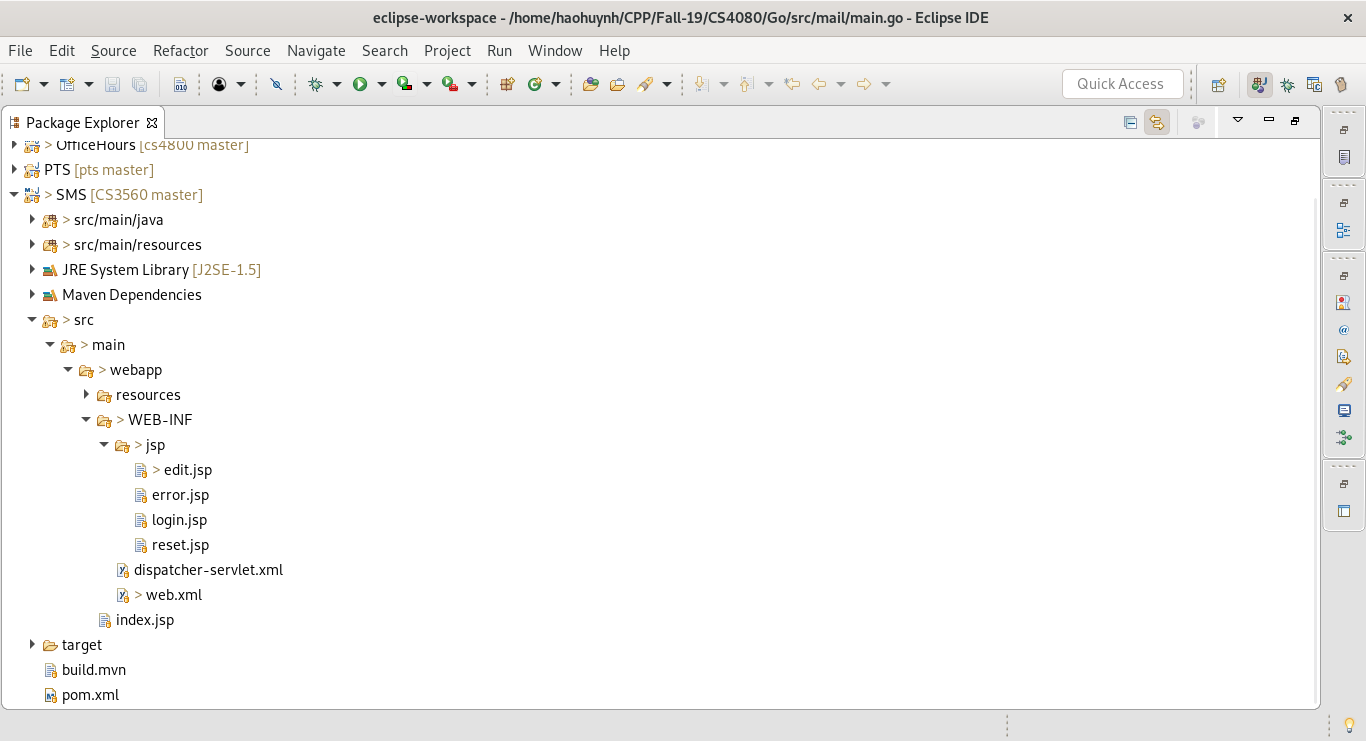 eclipse-workspace - /home/haohuynh/CPP/Fall-19/CS4080/Go/src/mail/main.go - Eclipse IDE
File Edit Source Refactor Source Navigate Search Project Run Window Help
Quick Access
Package Explorer
> OfficeHours [cs4800 master]
PTS [pts master]
> SMS [CS3560 master]
> src/main/java
> src/main/resources
JRE System Library [J2SE-1.5]
Maven Dependencies
> src
> main
> webapp
resources
> WEB-INF
> jsp
> edit.jsp
error.jsp
login.jsp
reset.jsp
dispatcher-servlet.xml
> web.xml
index.jsp
target
build.mvn
pom.xml